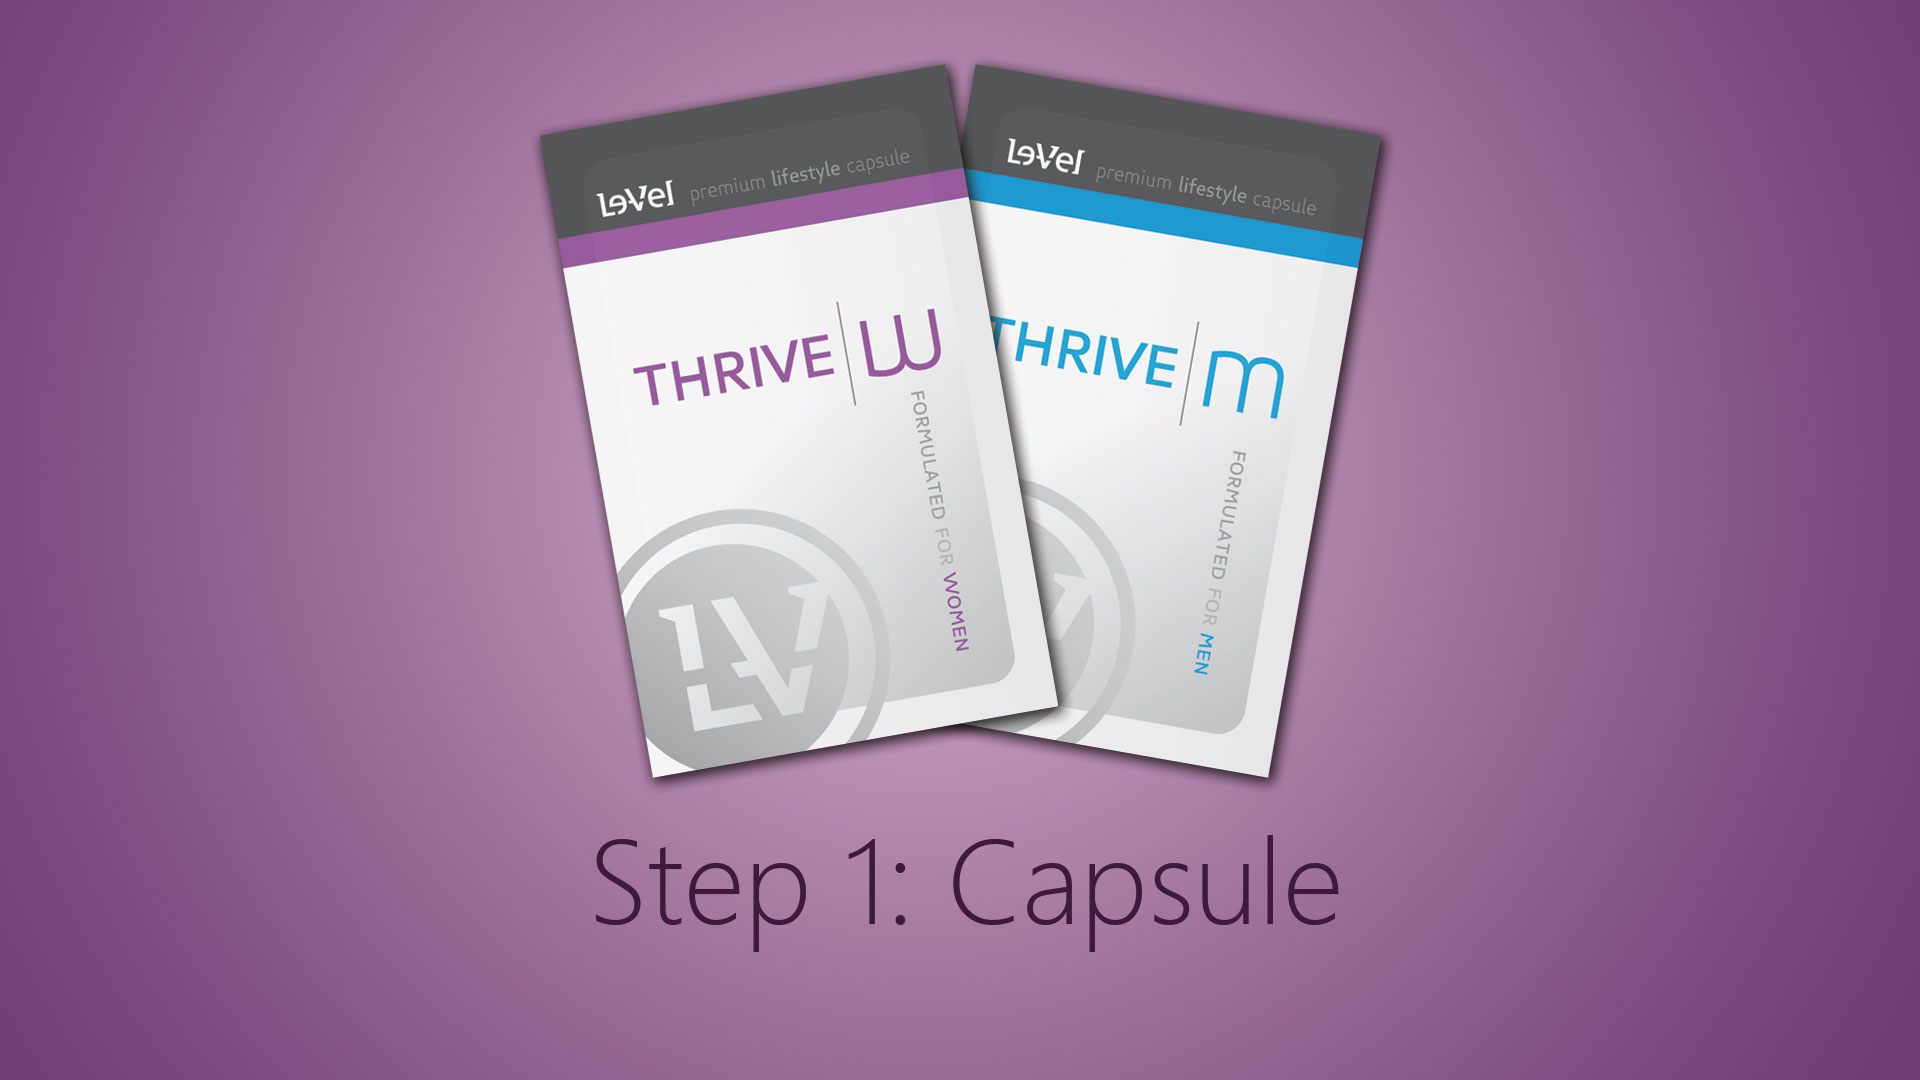 Le-Vel premium lifestyle capsule
THRIVE W
FORMULATED FOR WOMEN
LV
Le-Vel premium lifestyle capsule
THRIVE M
FORMULATED FOR MEN
Step 1: Capsule